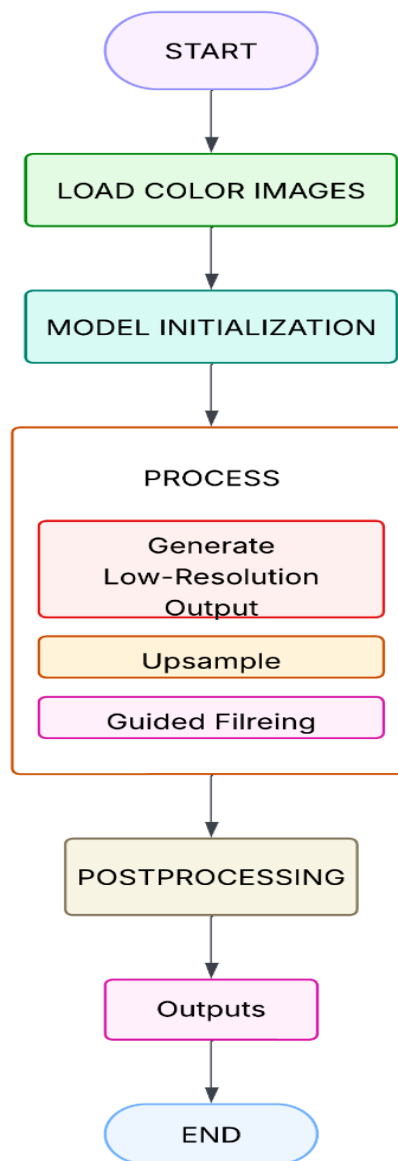 START
LOAD COLOR IMAGES
MODEL INITIALIZATION
PROCESS
Generate
Low-Resolution
Output
Upsample
Guided Filreing
POSTPROCESSING
Outputs
END